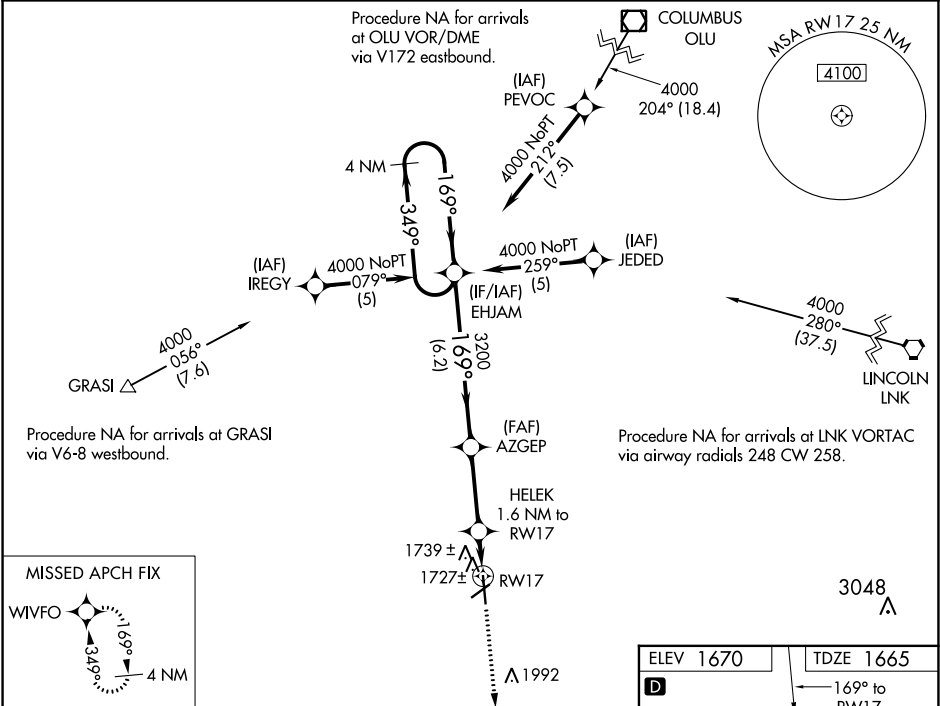 Procedure NA for arrivals
at OLU VOR/DME
via V172 eastbound.
COLUMBUS
OLU
MSA RW17 25 NM
4100
(IAF)
PEVOC
4000
204° (18.4)
4000 NoPT
212°
(7.5)
4 NM
169°
349°
(IAF)
IREGY
4000 NoPT
079°
(5)
4000 NoPT
259°
(5)
(IAF)
JEDED
(IF/IAF)
EHJAM
4000
056°
(7.6)
GRASI
3200
169°
(6.2)
4000
280°
(37.5)
LINCOLN
LNK
Procedure NA for arrivals at GRASI
via V6-8 westbound.
(FAF)
AZGEP
Procedure NA for arrivals at LNK VORTAC
via airway radials 248 CW 258.
HELEK
1.6 NM to
RW17
1739 ±
1727±
RW17
MISSED APCH FIX
WIVFO
169°
349°
4 NM
3048
1992
ELEV 1670
TDZE 1665
D
169° to
RW17